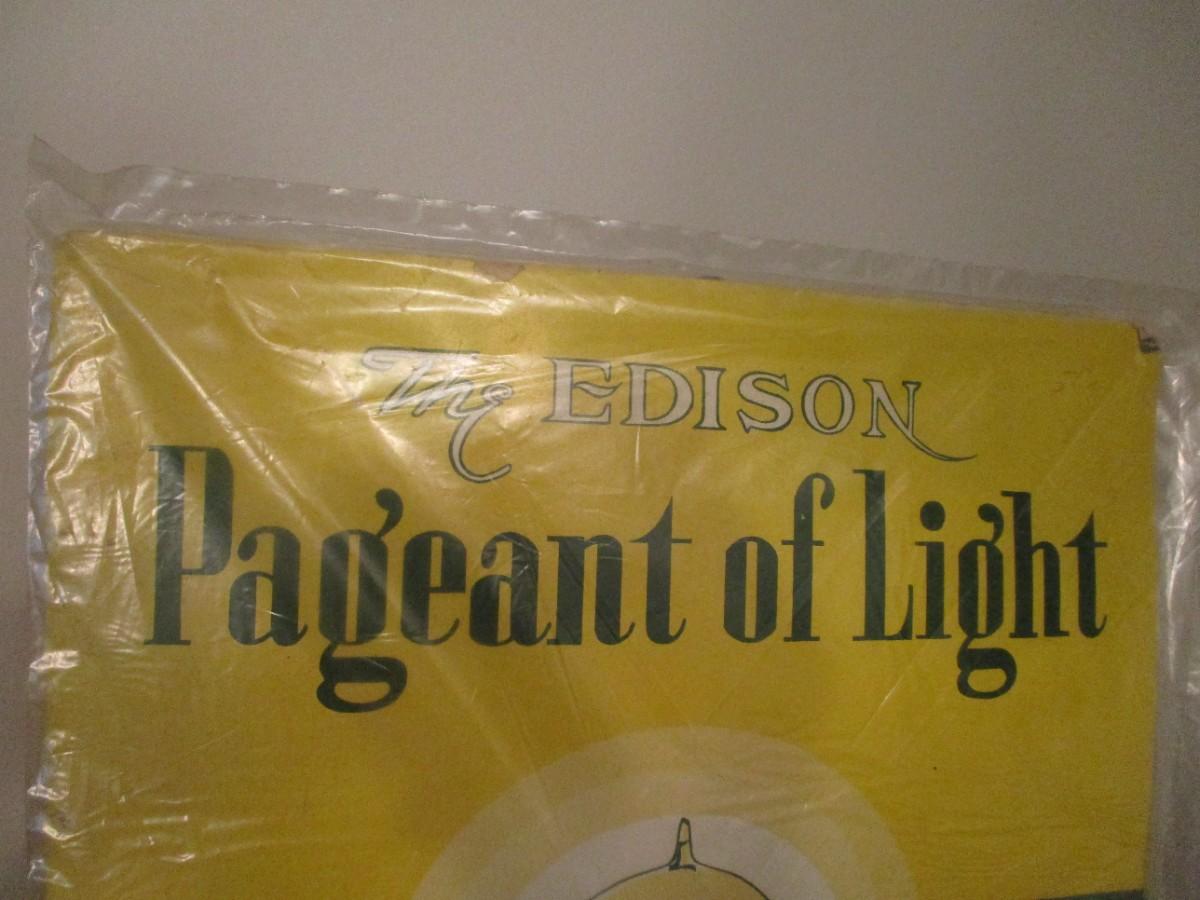 The EDISON
Pageant of Light